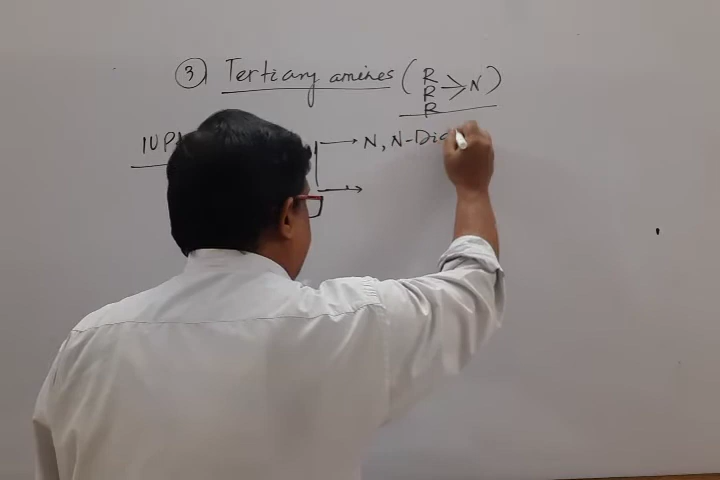 ③ Tertiary amines (R R R > N)
IUP
→ N, N-Di
→